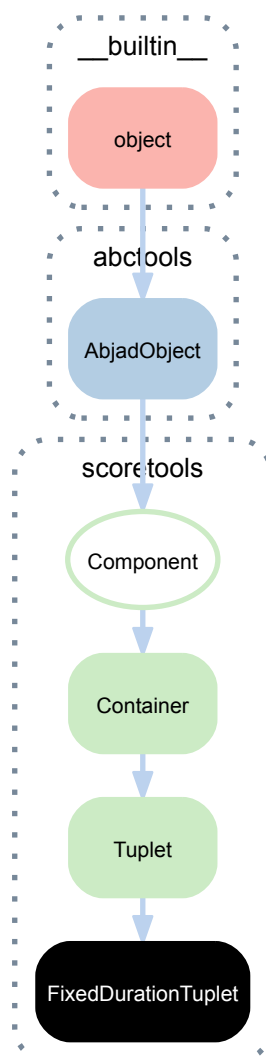 __builtin__
object
abctools
AbjadObject
scoretools
Component
Container
Tuplet
FixedDurationTuplet